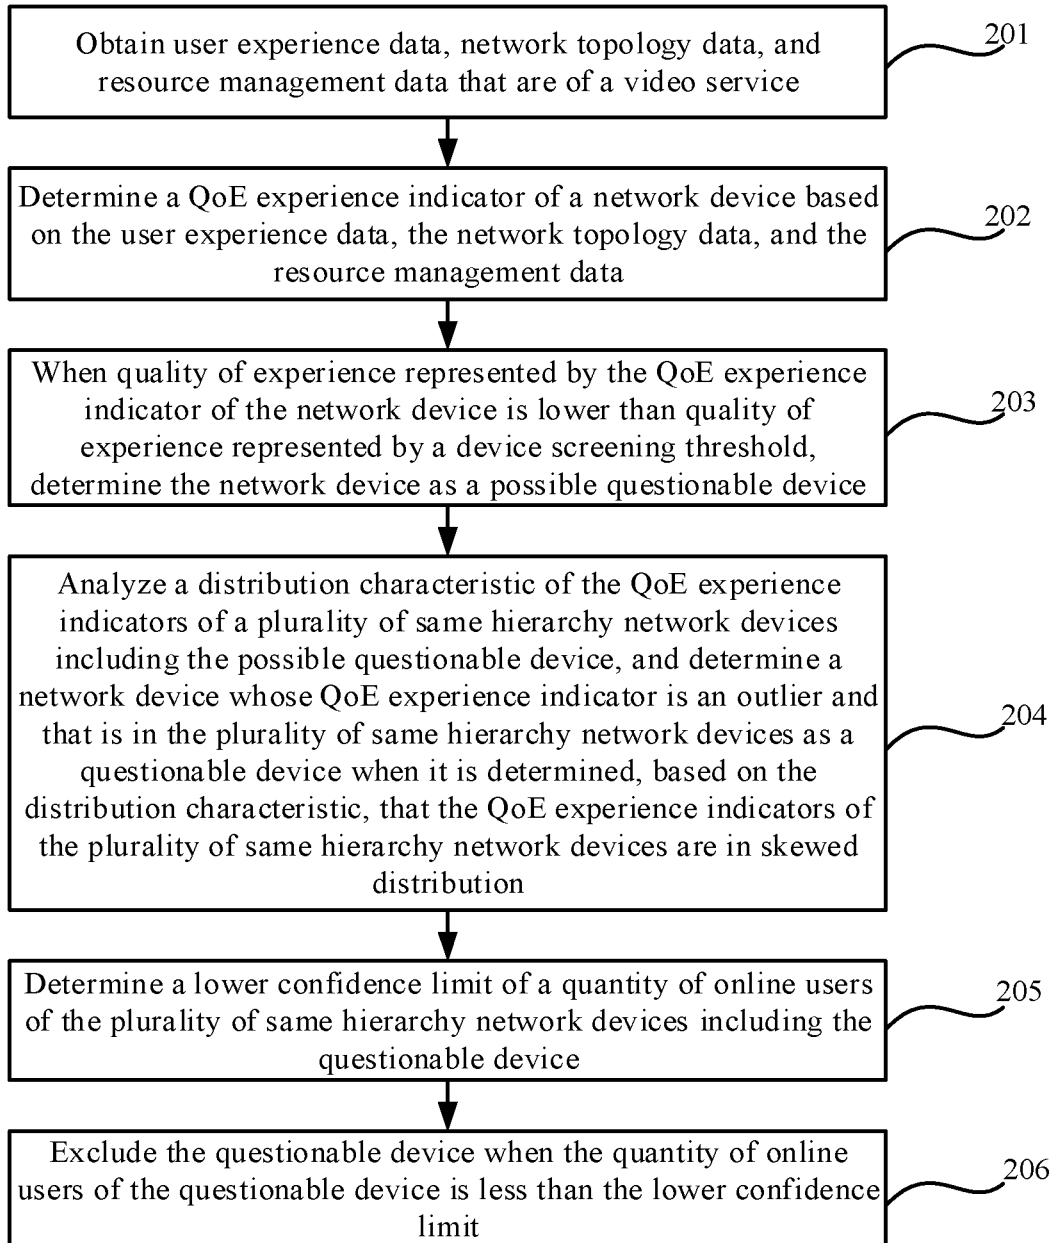 Obtain user experience data, network topology data, and
resource management data that are of a video service
201
Determine a QoE experience indicator of a network device based
on the user experience data, the network topology data, and the
resource management data
202
When quality of experience represented by the QoE experience
indicator of the network device is lower than quality of
experience represented by a device screening threshold,
determine the network device as a possible questionable device
203
Analyze a distribution characteristic of the QoE experience
indicators of a plurality of same hierarchy network devices
including the possible questionable device, and determine a
network device whose QoE experience indicator is an outlier and
that is in the plurality of same hierarchy network devices as a
questionable device when it is determined, based on the
distribution characteristic, that the QoE experience indicators of
the plurality of same hierarchy network devices are in skewed
distribution
204
Determine a lower confidence limit of a quantity of online users
of the plurality of same hierarchy network devices including the
questionable device
205
Exclude the questionable device when the quantity of online
users of the questionable device is less than the lower confidence
limit
206